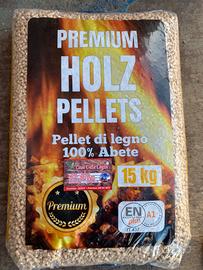 PREMIUM
HOLZ
PELLETS
Pellet di legno
100% Abete
15 kg
Premium
EN
plus
A1